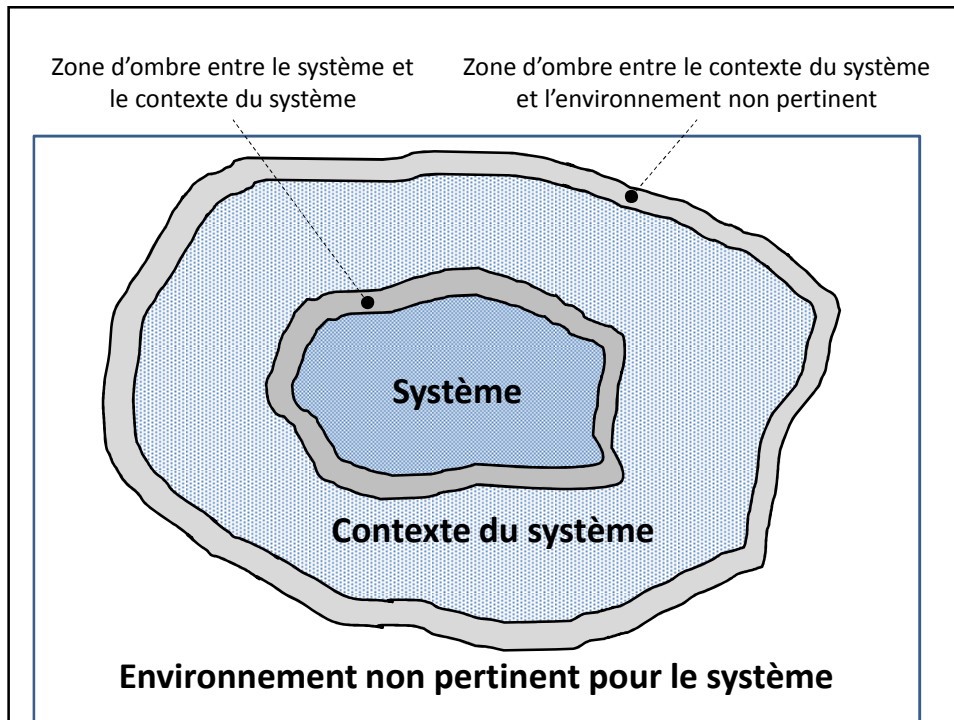 Zone d’ombre entre le système et
le contexte du système
Zone d’ombre entre le contexte du système
et l’environnement non pertinent
Système
Contexte du système
Environnement non pertinent pour le système